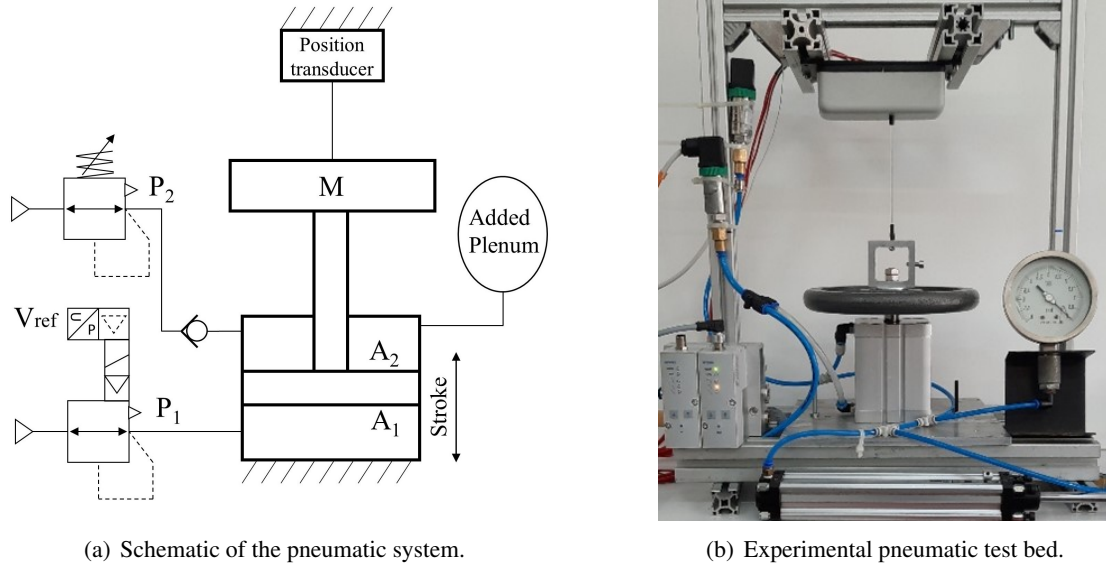 Position
transducer
M
P2
Added
Plenum
Vref
U
P
A2
Stroke
P1
A1
(a) Schematic of the pneumatic system.
(b) Experimental pneumatic test bed.